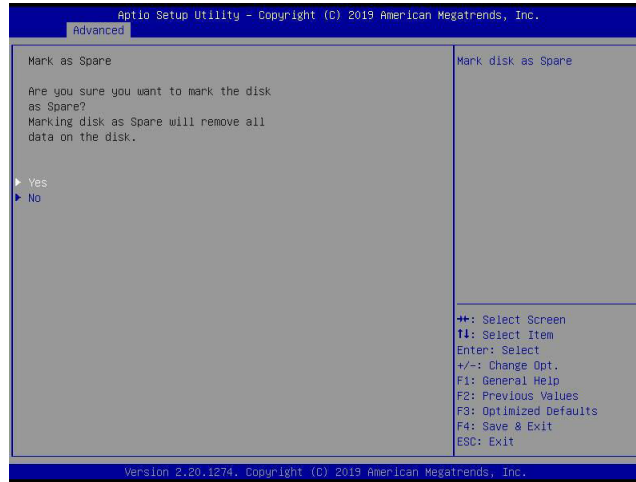 Aptio Setup Utility – Copyright (C) 2019 American Megatrends, Inc.
Advanced
Mark as Spare
Are you sure you want to mark the disk
as Spare?
Marking disk as Spare will remove all
data on the disk.
Yes
No
Mark disk as Spare
→←: Select Screen
↑↓: Select Item
Enter: Select
+/-: Change Opt.
F1: General Help
F2: Previous Values
F3: Optimized Defaults
F4: Save & Exit
ESC: Exit
Version 2.20.1274. Copyright (C) 2019 American Megatrends, Inc.